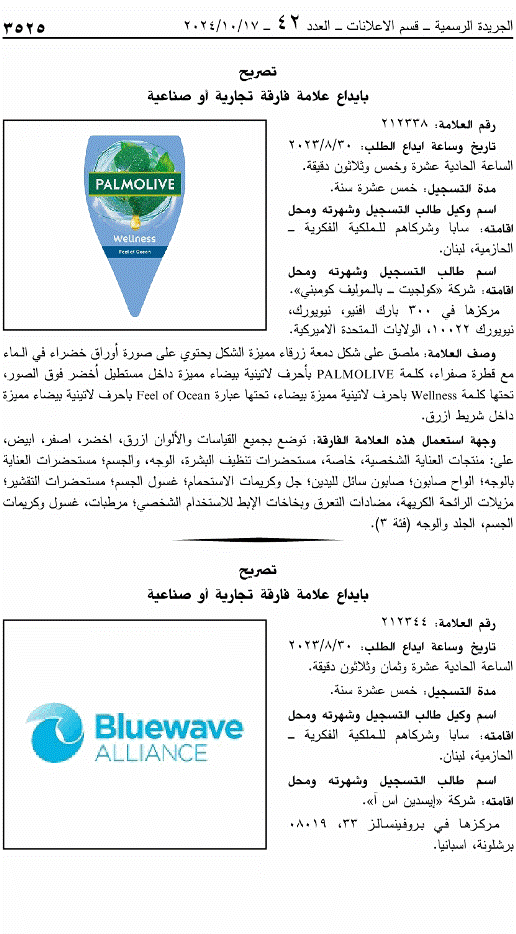 الجريدة الرسمية ــ قسم الاعلانات ــ العدد ٤٢ ــ ٢٠٢٤/١٠/١٧
٣٥٢٥
تصريح
بايداع علامة فارقة تجارية أو صناعية
رقم العلامة: ٢١٢٣٣٨
تاريخ وساعة ايداع الطلب: ٢٠٢٣/٨/٣٠
الساعة الحادية عشرة وخمس وثلاثون دقيقة.
مدة التسجيل: خمس عشرة سنة.
اسم وكيل طالب التسجيل وشهرته ومحل
اقامته: سابا وشركاهم للملكية الفكرية ــ
الحازمية، لبنان.
اسم طالب التسجيل وشهرته ومحل
اقامته: شركة «كولجيت ــ بالموليف كومبني».
مركزها في ٣٠٠ بارك افنيو، نيويورك،
نيويورك ١٠٠٢٢، الولايات المتحدة الاميركية.
PALMOLIVE
Wellness
Feel of Ocean
وصف العلامة: ملصق على شكل دمعة زرقاء مميزة الشكل يحتوي على صورة أوراق خضراء في الماء
مع قطرة صفراء، كلمة PALMOLIVE بأحرف لاتينية بيضاء مميزة داخل مستطيل أخضر فوق الصور،
تحتها كلمة Wellness باحرف لاتينية مميزة بيضاء، تحتها عبارة Feel of Ocean باحرف لاتينية بيضاء مميزة
داخل شريط ازرق.
وجهة استعمال هذه العلامة الفارقة: توضع بجميع القياسات والألوان ازرق، اخضر، اصفر، ابيض،
على: منتجات العناية الشخصية، خاصة، مستحضرات تنظيف البشرة، الوجه، والجسم؛ مستحضرات العناية
بالوجه؛ الواح صابون؛ صابون سائل لليدين؛ جل وكريمات الاستحمام؛ غسول الجسم؛ مستحضرات التقشير؛
مزيلات الرائحة الكريهة، مضادات التعرق وبخاخات الإبط للاستخدام الشخصي؛ مرطبات، غسول وكريمات
الجسم، الجلد والوجه (فئة ٣).
تصريح
بايداع علامة فارقة تجارية أو صناعية
رقم العلامة: ٢١٢٣٤٤
تاريخ وساعة ايداع الطلب: ٢٠٢٣/٨/٣٠
الساعة الحادية عشرة وثمان وثلاثون دقيقة.
مدة التسجيل: خمس عشرة سنة.
اسم وكيل طالب التسجيل وشهرته ومحل
اقامته: سابا وشركاهم للملكية الفكرية ــ
الحازمية، لبنان.
اسم طالب التسجيل وشهرته ومحل
اقامته: شركة «إيسدين اس آ».
مركزها في بروفينسالز ٣٣، ٠٨٠١٩
برشلونة، اسبانيا.
Bluewave
ALLIANCE